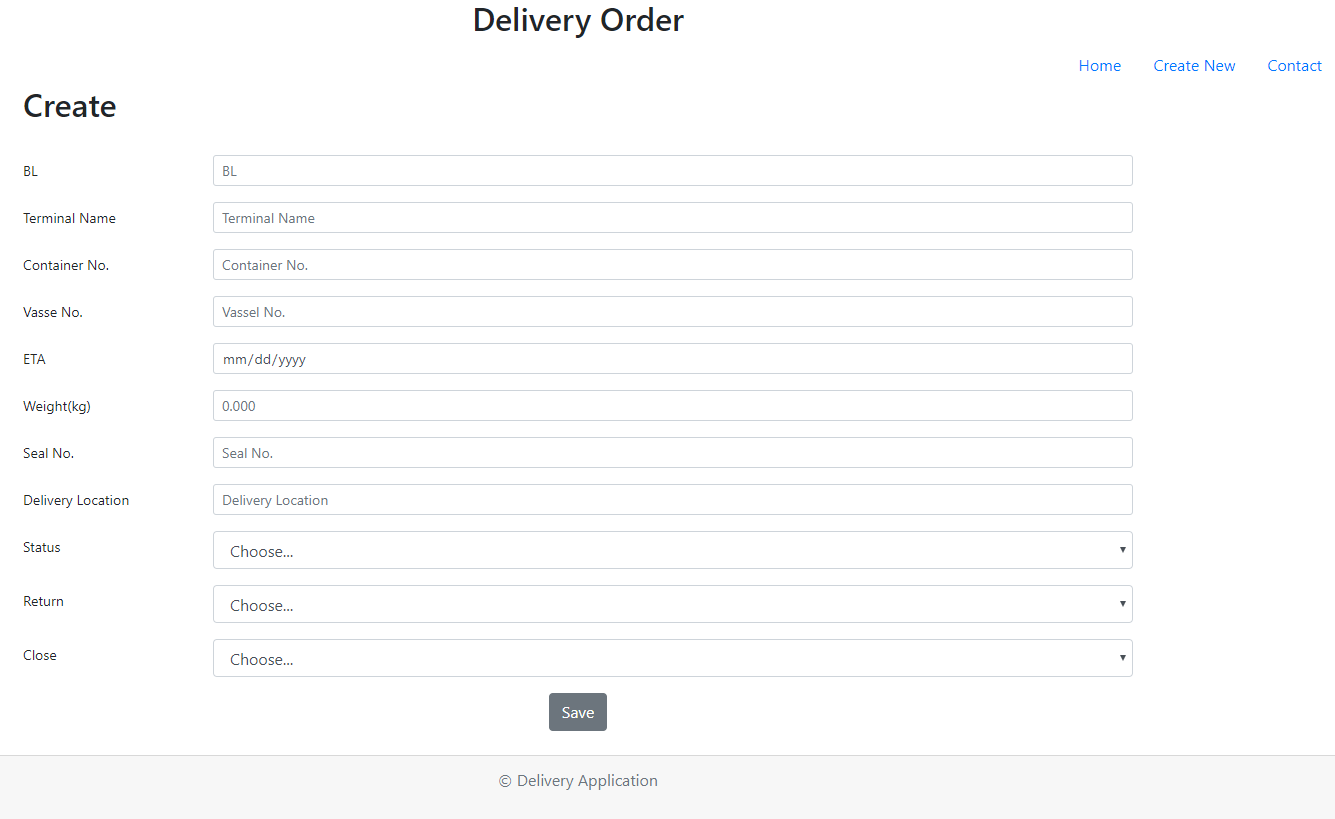 Delivery Order
Home Create New Contact
Create
BL BL
Terminal Name Terminal Name
Container No. Container No.
Vasse No. Vassel No.
ETA mm/dd/yyyy
Weight(kg) 0.000
Seal No. Seal No.
Delivery Location Delivery Location
Status Choose...
Return Choose...
Close Choose...
Save
© Delivery Application